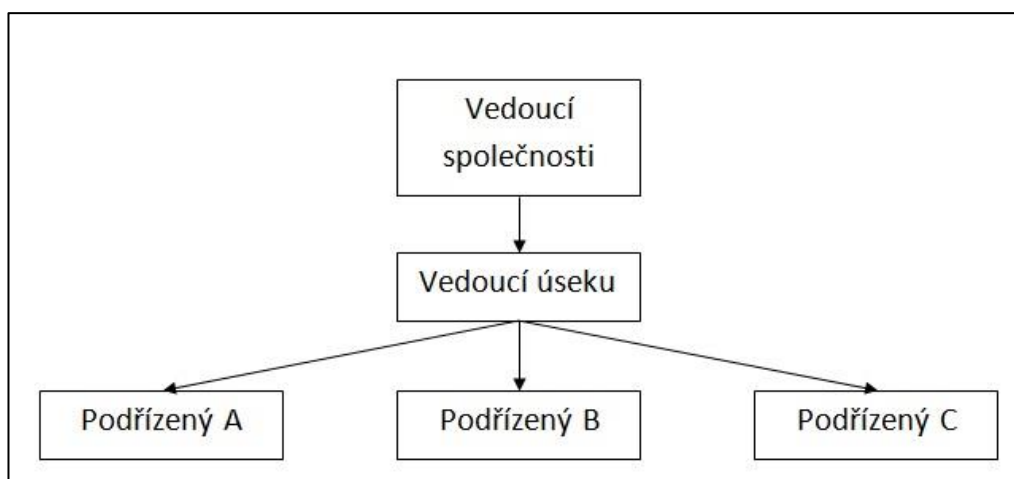 Vedoucí
společnosti
Vedoucí úseku
Podřízený A
Podřízený B
Podřízený C